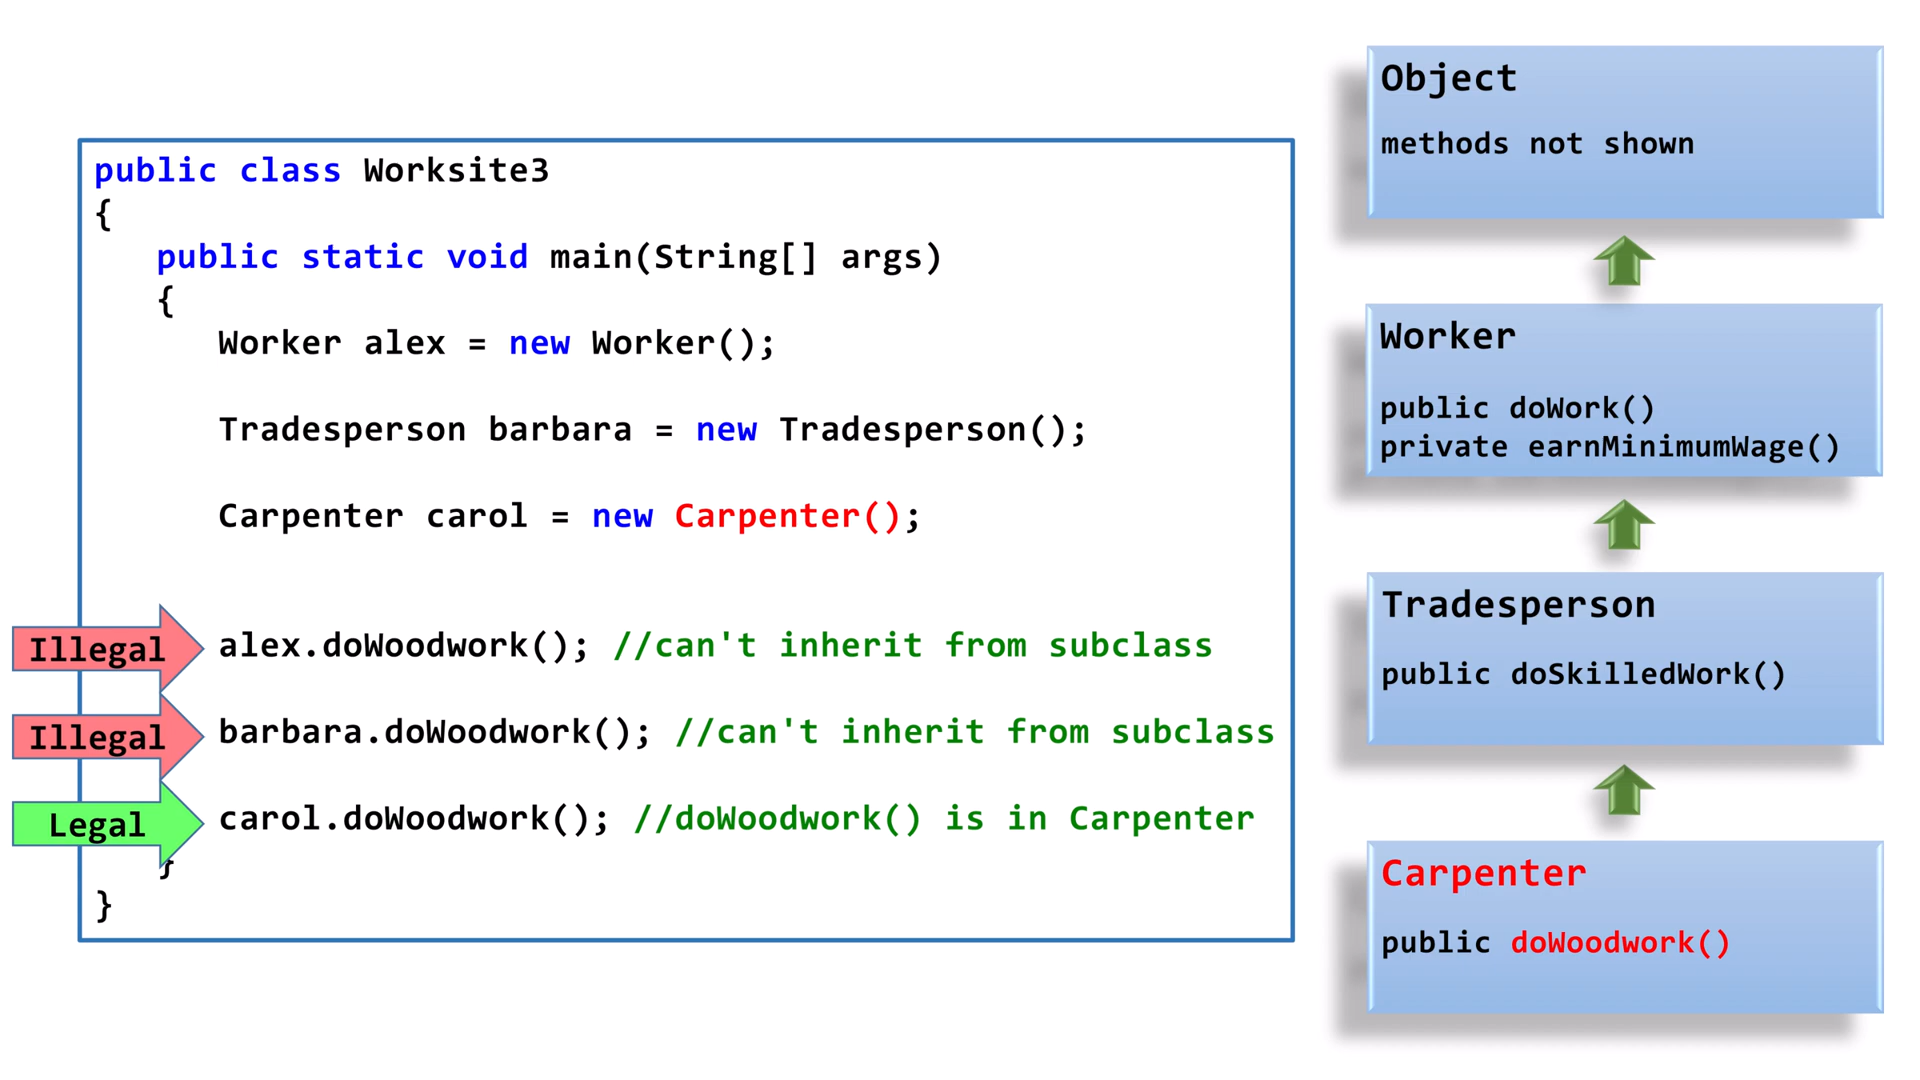 public class Worksite3
{
public static void main(String[] args)
{
Worker alex = new Worker();
Tradesperson barbara = new Tradesperson();
Carpenter carol = new Carpenter();
Illegal alex.doWoodwork(); //can't inherit from subclass
Illegal barbara.doWoodwork(); //can't inherit from subclass
Legal carol.doWoodwork(); //doWoodwork() is in Carpenter
}
}
Object
methods not shown
Worker
public doWork()
private earnMinimumWage()
Tradesperson
public doSkilledWork()
Carpenter
public doWoodwork()